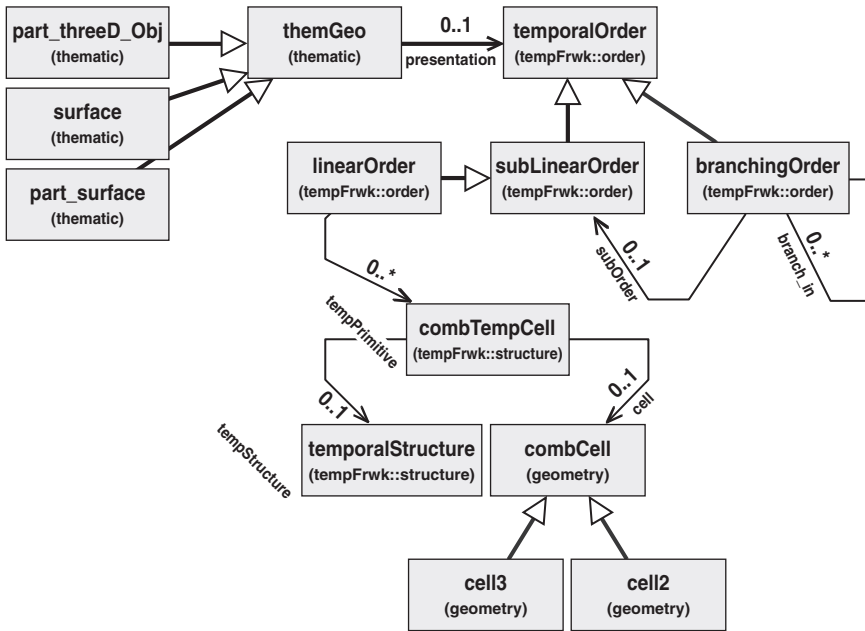 part_threeD_Obj
(thematic)
themGeo
(thematic)
0..1
presentation
temporalOrder
(tempFrwk::order)
surface
(thematic)
part_surface
(thematic)
linearOrder
(tempFrwk::order)
subLinearOrder
(tempFrwk::order)
branchingOrder
(tempFrwk::order)
0..1
subOrder
0..*
branch_in
0..*
tempPrimitive
combTempCell
(tempFrwk::structure)
0..1
tempStructure
0..1
cell
temporalStructure
(tempFrwk::structure)
combCell
(geometry)
cell3
(geometry)
cell2
(geometry)